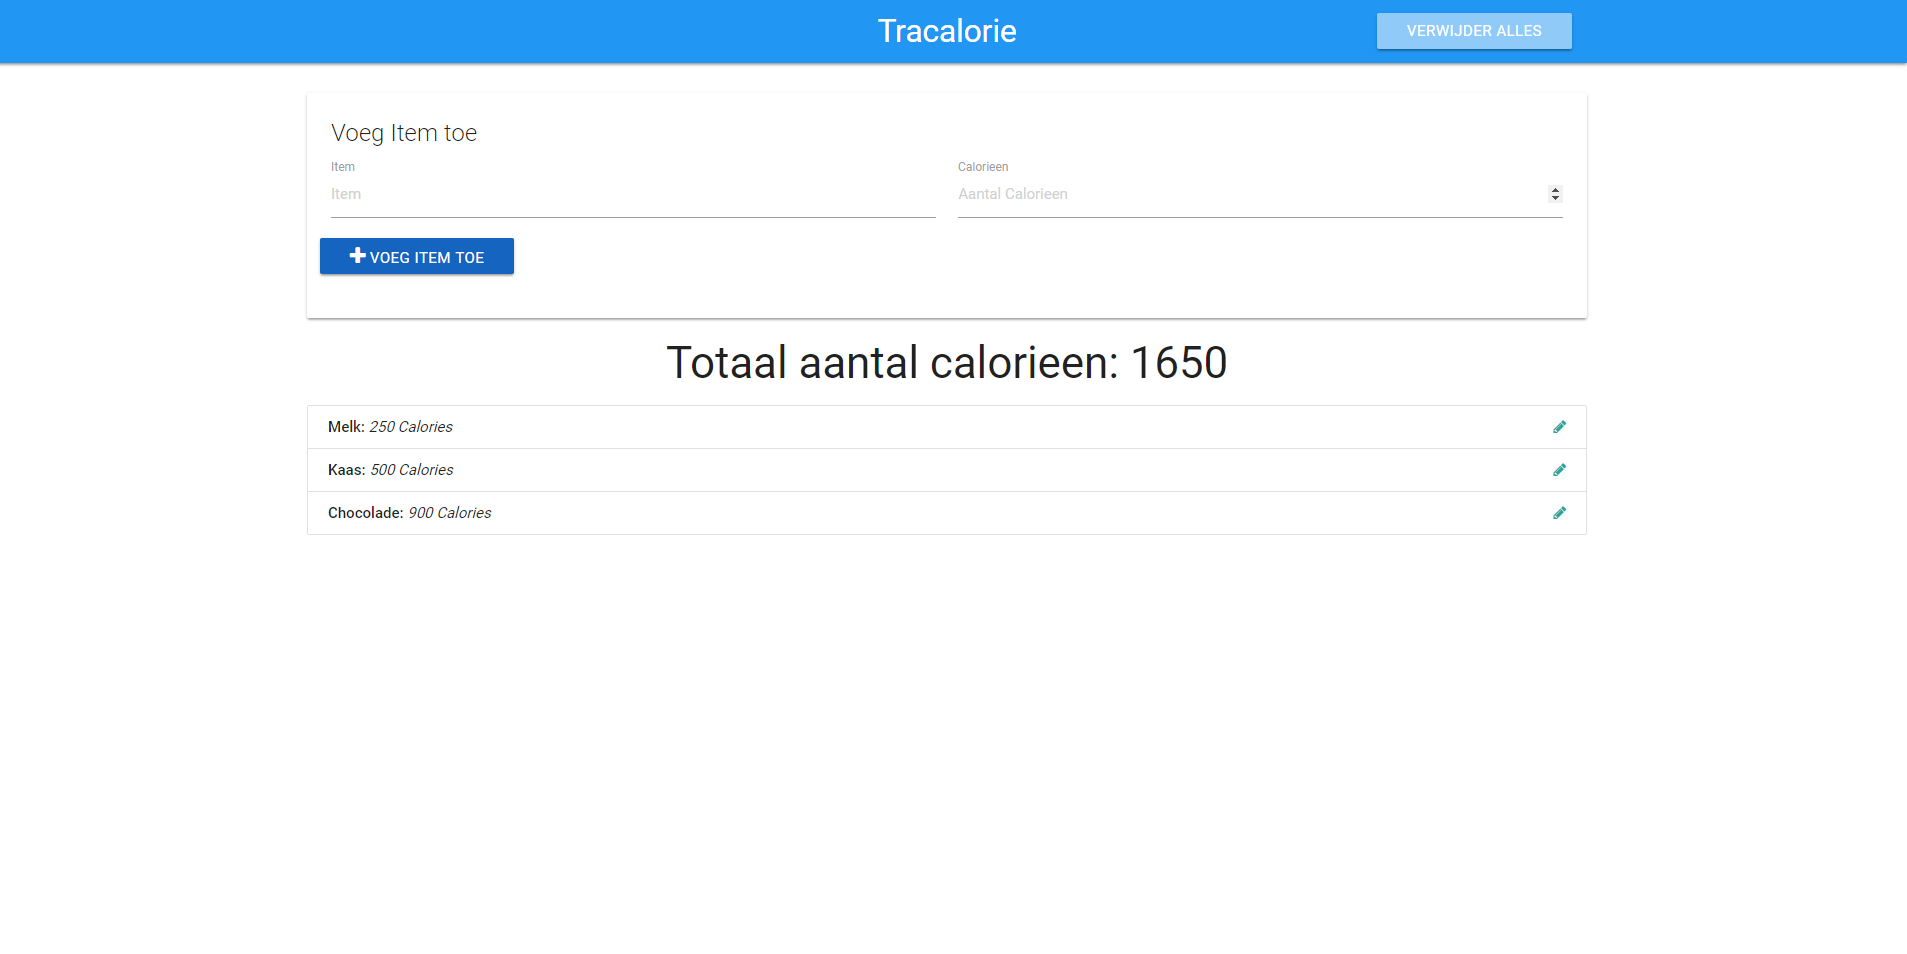 Tracalorie
VERWIJDER ALLES
Voeg Item toe
Item
Calorieen
Item
Aantal Calorieen
VOEG ITEM TOE
Totaal aantal calorieen: 1650
Melk: 250 Calories
Kaas: 500 Calories
Chocolade: 900 Calories